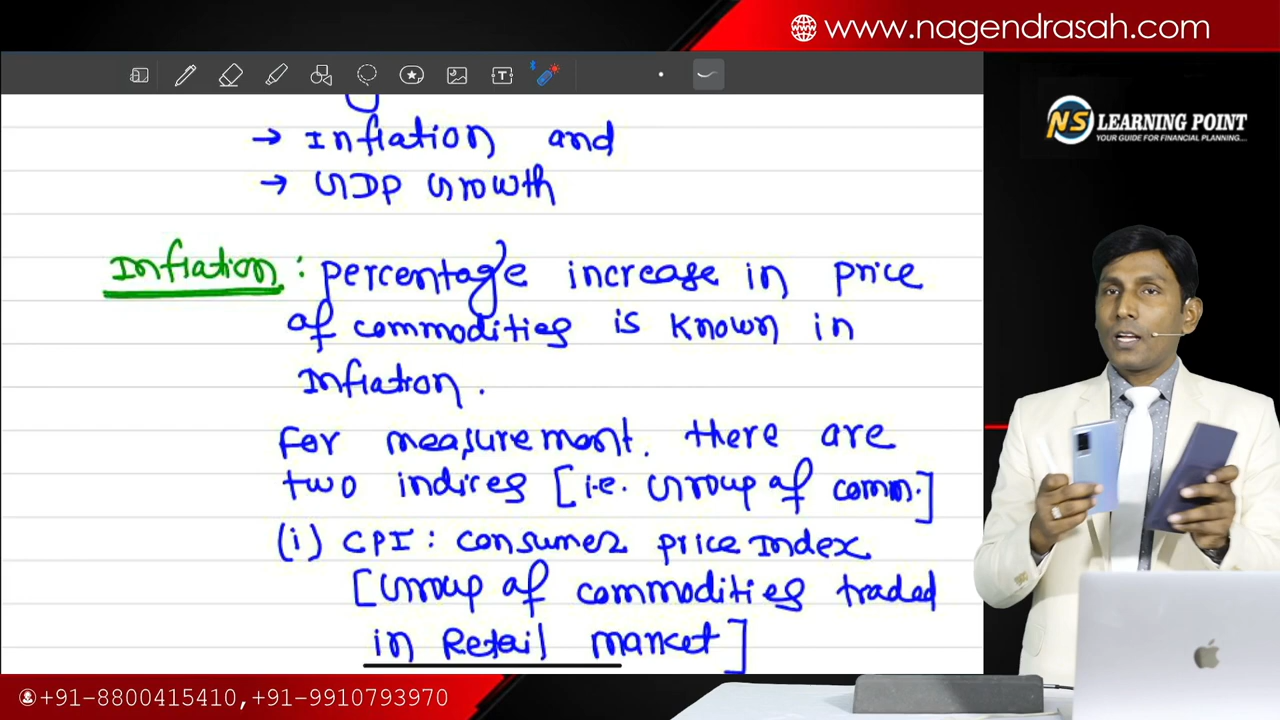 www.nagendrasah.com
NS LEARNING POINT
YOUR GUIDE FOR FINANCIAL PLANNING....
→ Inflation and
→ GDP Growth
Inflation : percentage increase in price
of commodities is known in
Inflation.
For measurement. there are
two indices [i.e. Group of comm.]
(i) CPI : consumer price Index
[Group of commodities traded
in Retail market]
+91-8800415410,+91-9910793970